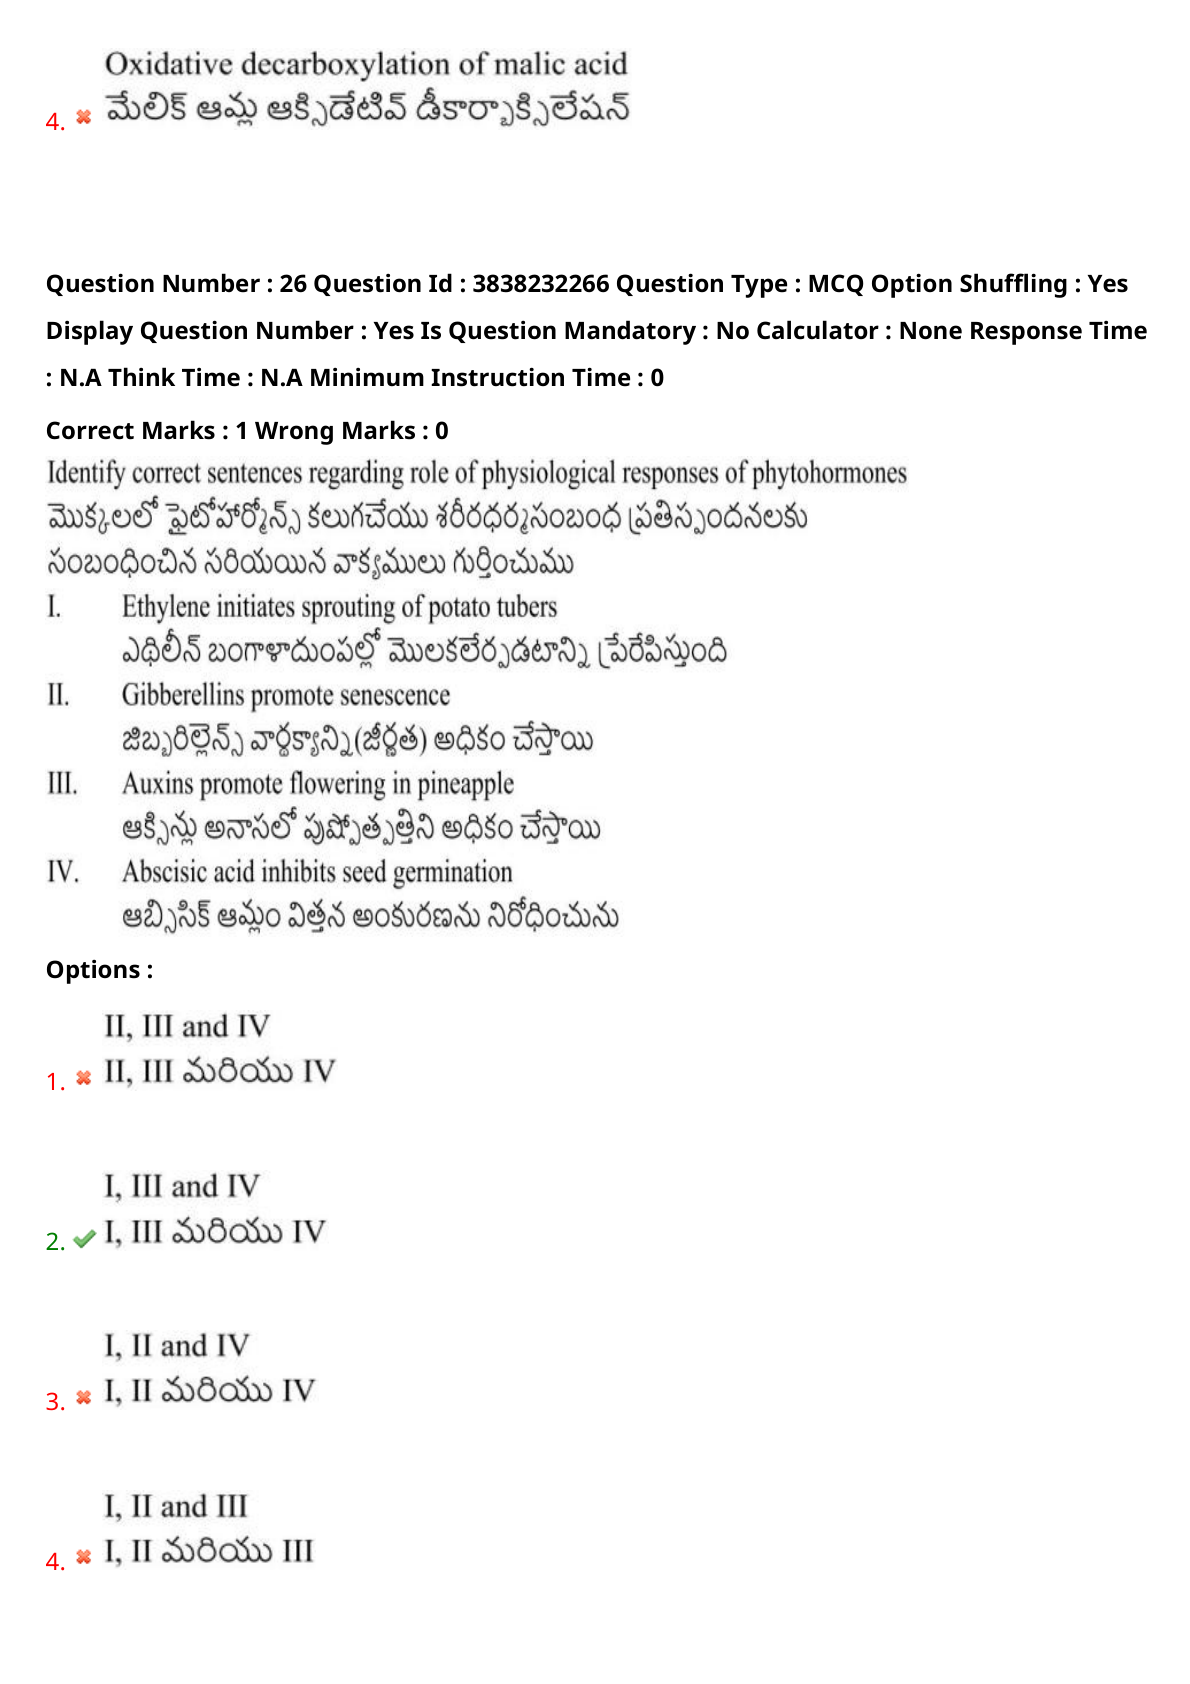 Oxidative decarboxylation of malic acid
4. మేలిక్ ఆమ్ల ఆక్సిడేటివ్ డీకార్బాక్సిలేషన్
Question Number : 26 Question Id : 3838232266 Question Type : MCQ Option Shuffling : Yes
Display Question Number : Yes Is Question Mandatory : No Calculator : None Response Time
: N.A Think Time : N.A Minimum Instruction Time : 0
Correct Marks : 1 Wrong Marks : 0
Identify correct sentences regarding role of physiological responses of phytohormones
మొక్కలలో ఫైటోహార్మోన్స్ కలుగచేయు శరీరధర్మసంబంధ ప్రతిస్పందనలకు
సంబంధించిన సరియయిన వాక్యములు గుర్తించుము
I. Ethylene initiates sprouting of potato tubers
ఎథిలీన్ బంగాళాదుంపల్లో మొలకలేర్పడటాన్ని ప్రేరేపిస్తుంది
II. Gibberellins promote senescence
జిబ్బరిల్లెన్స్ వార్థక్యాన్ని(జీర్ణత) అధికం చేస్తాయి
III. Auxins promote flowering in pineapple
ఆక్సిన్లు అనాసలో పుష్పోత్పత్తిని అధికం చేస్తాయి
IV. Abscisic acid inhibits seed germination
ఆబ్సిసిక్ ఆమ్లం విత్తన అంకురణను నిరోధించును
Options :
II, III and IV
1. II, III మరియు IV
I, III and IV
2. I, III మరియు IV
I, II and IV
3. I, II మరియు IV
I, II and III
4. I, II మరియు III